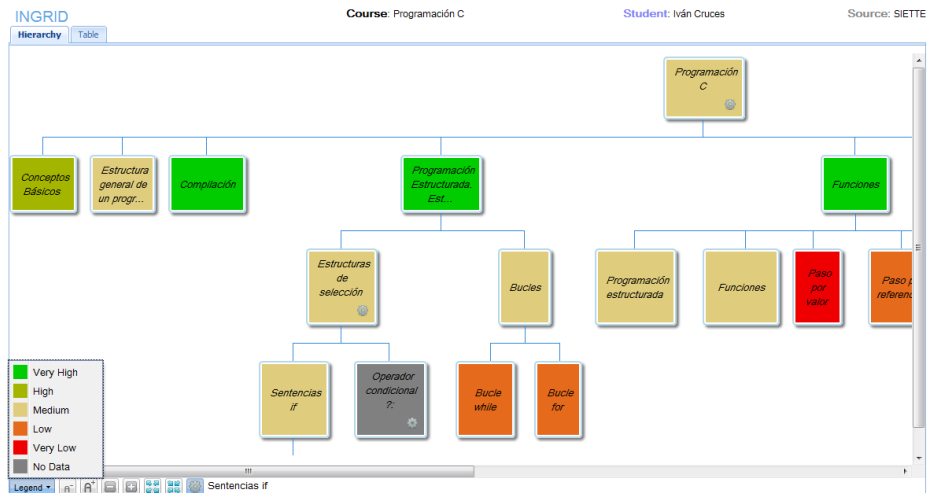 INGRID
Course: Programación C
Student: Iván Cruces
Source: SIETTE
Hierarchy
Table
Programación
C
Conceptos
Básicos
Estructura
general de
un progr...
Compilación
Programación
Estructurada.
Est...
Funciones
Estructuras
de
selección
Bucles
Programación
estructurada
Funciones
Paso
por
valor
Paso p
referenc
Sentencias
if
Operador
condicional
?:
Bucle
while
Bucle
for
Very High
High
Medium
Low
Very Low
No Data
Legend
A-
A+
Sentencias if